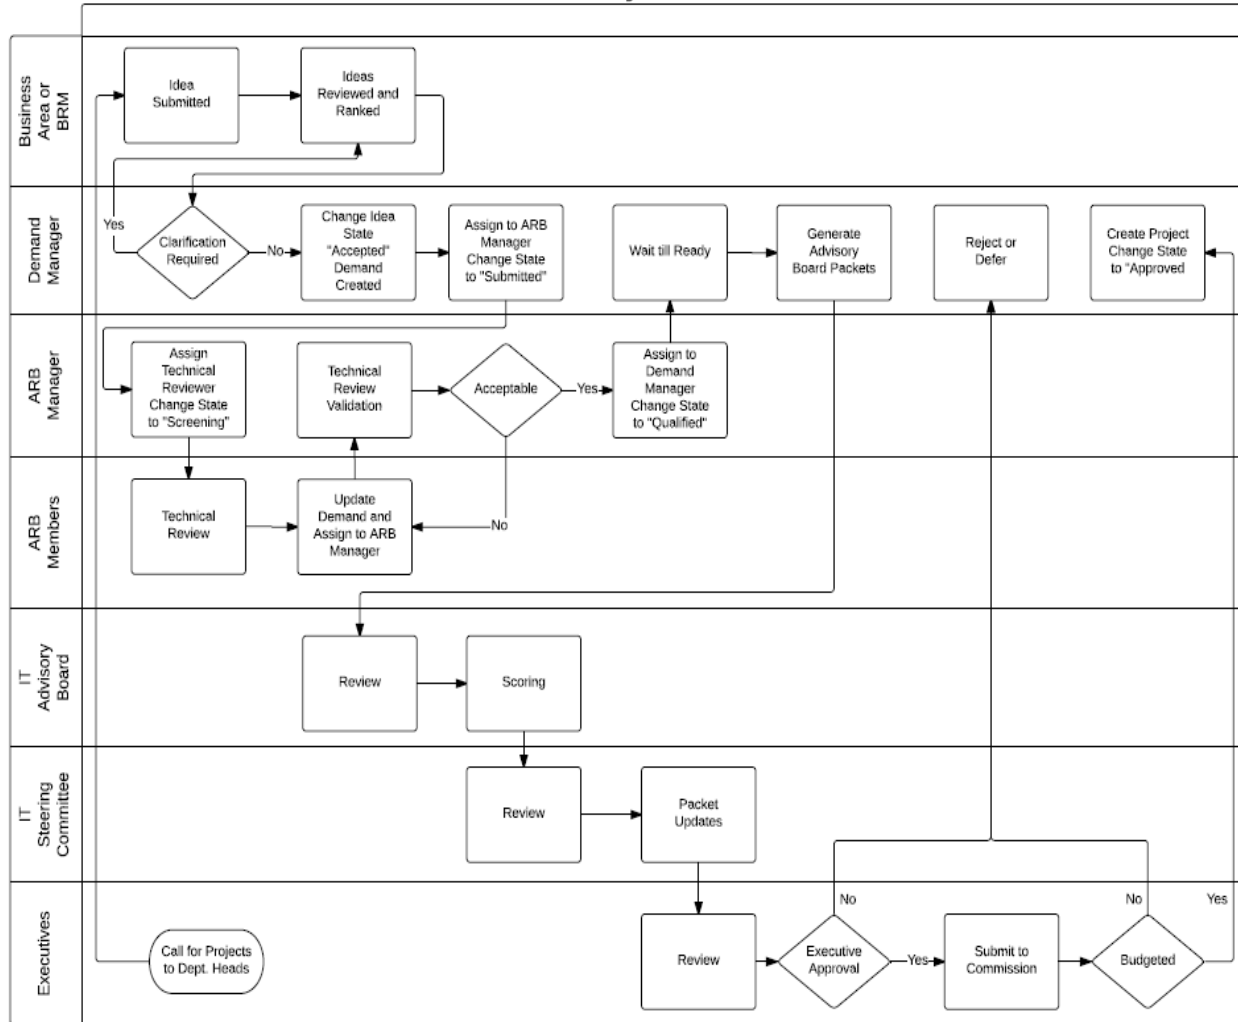 Business
Area or
BRM
Idea
Submitted
Ideas
Reviewed and
Ranked
Demand
Manager
Yes
Clarification
Required
No
Change Idea
State
"Accepted"
Demand
Created
Assign to ARB
Manager
Change State
to "Submitted"
Wait till Ready
Generate
Advisory
Board Packets
Reject or
Defer
Create Project
Change State
to "Approved
ARB
Manager
Assign
Technical
Reviewer
Change State
to "Screening"
Technical
Review
Validation
Acceptable
Yes
Assign to
Demand
Manager
Change State
to "Qualified"
ARB
Members
Technical
Review
Update
Demand and
Assign to ARB
Manager
No
IT
Advisory
Board
Review
Scoring
IT
Steering
Committee
Review
Packet
Updates
Executives
Call for Projects
to Dept. Heads
Review
Executive
Approval
No
Yes
Submit to
Commission
Budgeted
No
Yes